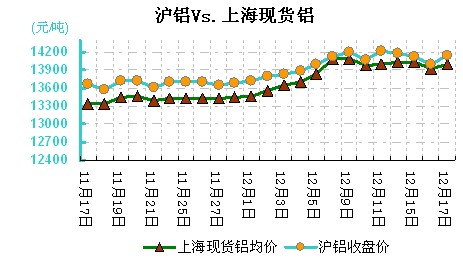 沪铝Vs.上海现货铝
(元/吨)
14200
13900
13600
13300
13000
12700
12400
11月17日
11月19日
11月21日
11月25日
11月27日
12月1日
12月3日
12月5日
12月9日
12月11日
12月15日
12月17日
上海现货铝均价
沪铝收盘价